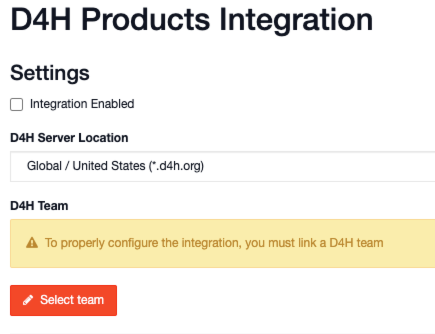 D4H Products Integration
Settings
Integration Enabled
D4H Server Location
Global / United States (*.d4h.org)
D4H Team
To properly configure the integration, you must link a D4H team
Select team